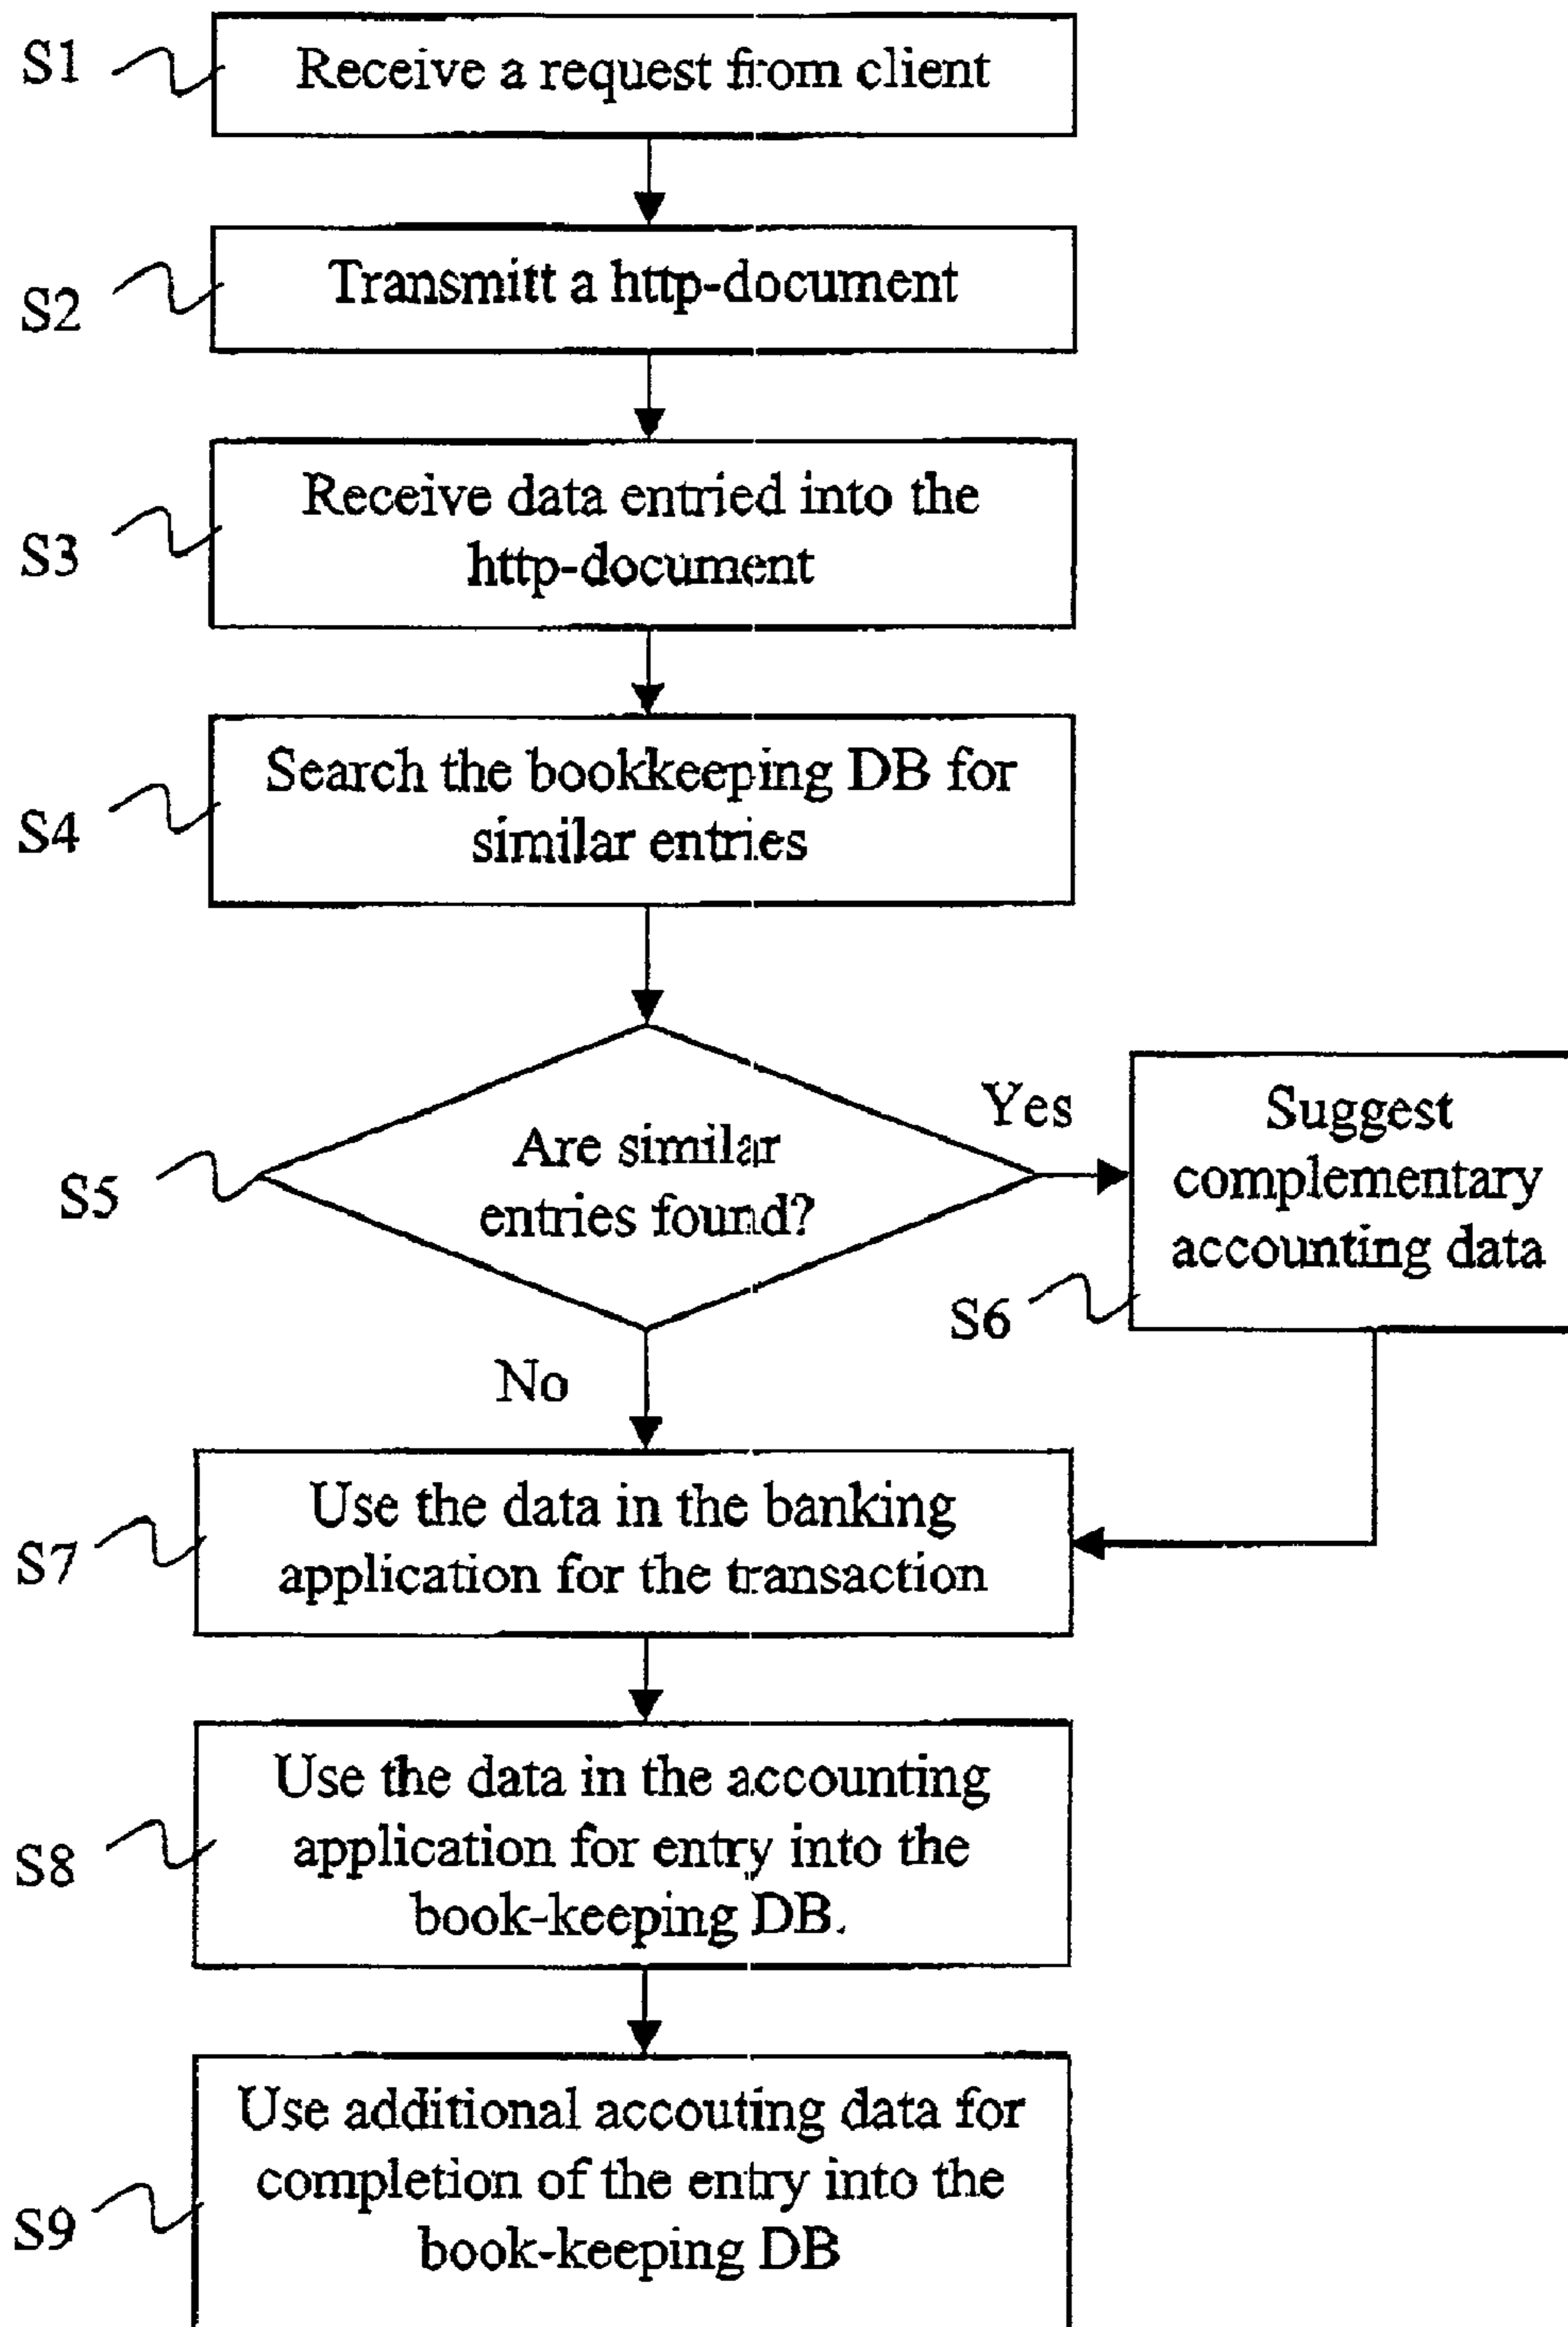 S1
Receive a request from client
S2
Transmitt a http-document
S3
Receive data entried into the
http-document
S4
Search the bookkeeping DB for
similar entries
S5
Are similar
entries found?
Yes
S6
Suggest
complementary
accounting data
No
S7
Use the data in the banking
application for the transaction
S8
Use the data in the accounting
application for entry into the
book-keeping DB.
S9
Use additional accouting data for
completion of the entry into the
book-keeping DB